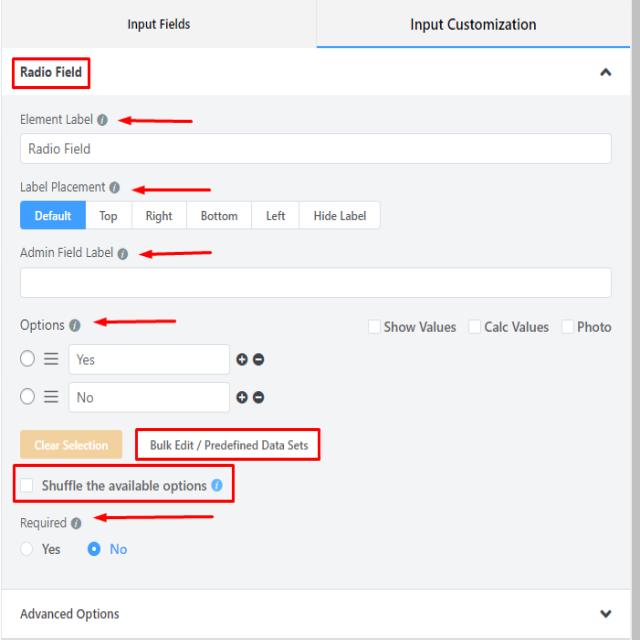 Input Fields
Input Customization
Radio Field
Element Label
Radio Field
Label Placement
Default Top Right Bottom Left Hide Label
Admin Field Label
Options
Show Values Calc Values Photo
Yes
No
Clear Selection Bulk Edit / Predefined Data Sets
Shuffle the available options
Required
Yes No
Advanced Options